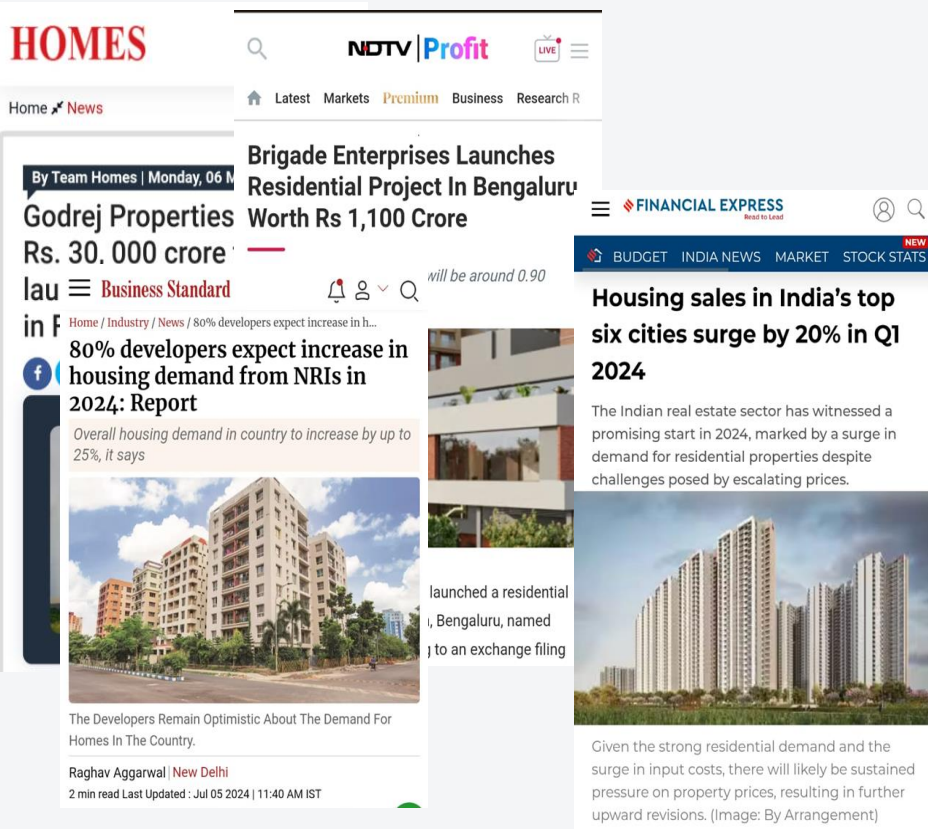 HOMES
Home News
By Team Homes | Monday, 06 M
Godrej Properties
Rs. 30, 000 crore
lau
in F
f
NDTV | Profit
LIVE
Latest Markets Premium Business Research R
Brigade Enterprises Launches
Residential Project In Bengaluru
Worth Rs 1,100 Crore
will be around 0.90
launched a residential
, Bengaluru, named
to an exchange filing
Business Standard
Home / Industry / News / 80% developers expect increase in h...
80% developers expect increase in
housing demand from NRIs in
2024: Report
Overall housing demand in country to increase by up to
25%, it says
The Developers Remain Optimistic About The Demand For
Homes In The Country.
Raghav Aggarwal | New Delhi
2 min read Last Updated : Jul 05 2024 | 11:40 AM IST
FINANCIAL EXPRESS
Read to Lead
NEW
BUDGET INDIA NEWS MARKET STOCK STATS
Housing sales in India's top
six cities surge by 20% in Q1
2024
The Indian real estate sector has witnessed a
promising start in 2024, marked by a surge in
demand for residential properties despite
challenges posed by escalating prices.
Given the strong residential demand and the
surge in input costs, there will likely be sustained
pressure on property prices, resulting in further
upward revisions. (Image: By Arrangement)